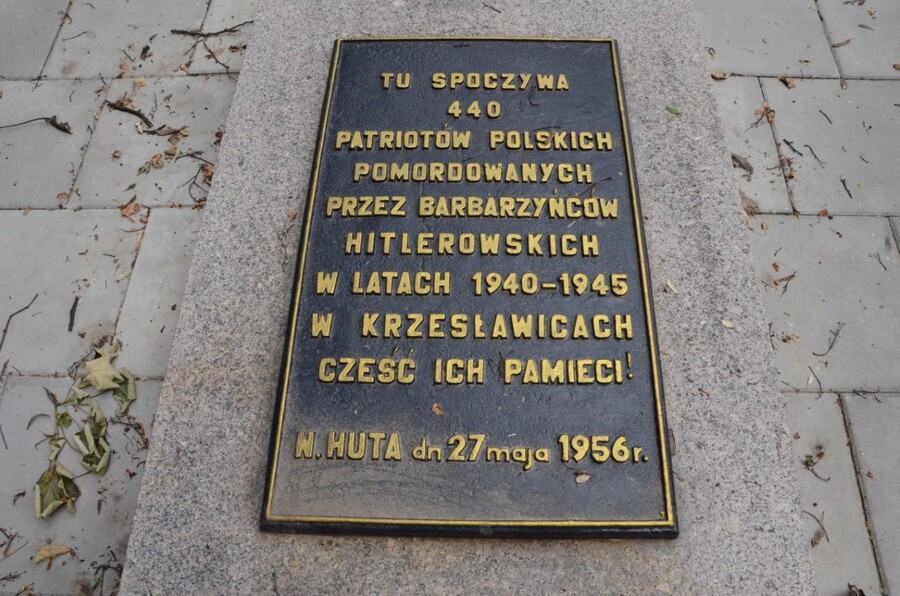 TU SPOCZYWA
440
PATRIOTÓW POLSKICH
POMORDOWANYCH
PRZEZ BARBARZYŃCÓW
HITLEROWSKICH
W LATACH 1940-1945
W KRZESŁAWICACH
CZEŚĆ ICH PAMIECI!
N. HUTA dn 27 maja 1956 r.